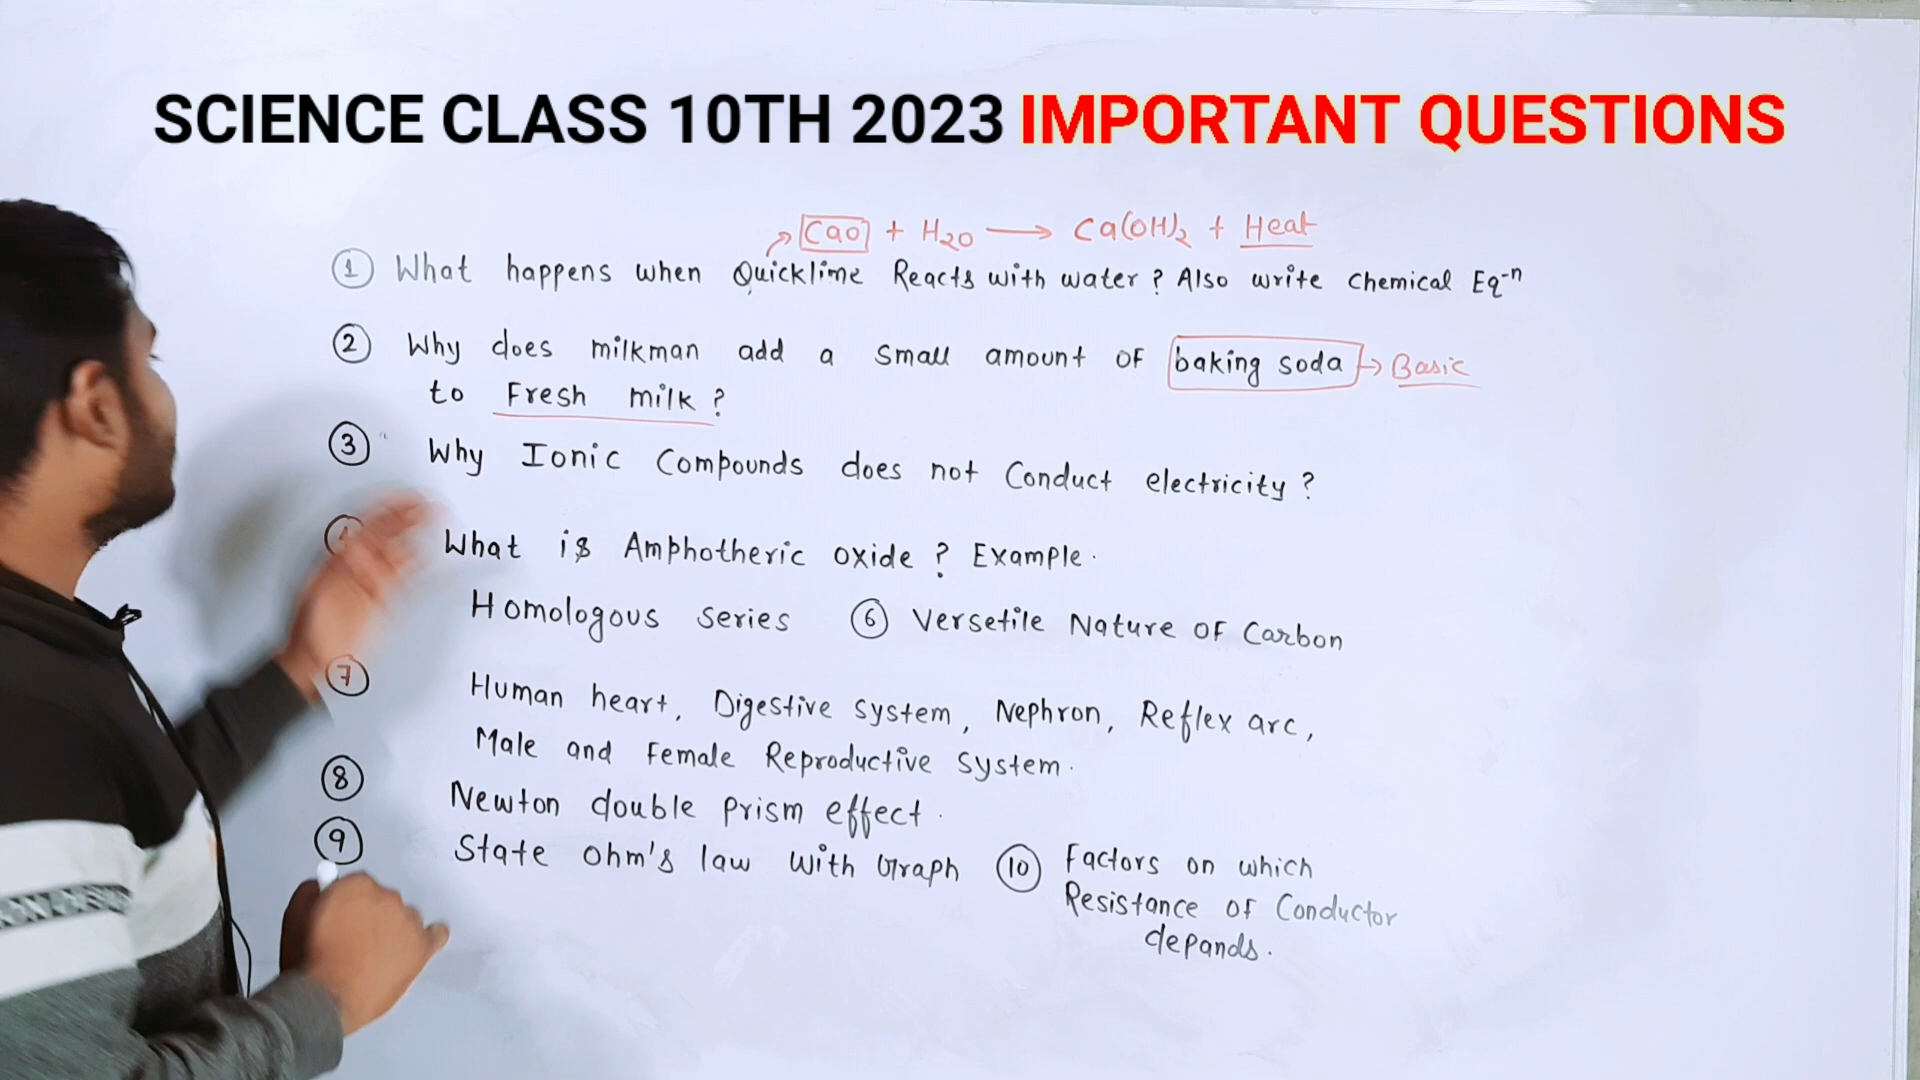 SCIENCE CLASS 10TH 2023 IMPORTANT QUESTIONS
CaO + H2O → Ca(OH)2 + Heat
① What happens when Quicklime Reacts with water? Also write chemical Eq-n
② Why does milkman add a small amount of baking soda → Basic
to Fresh milk?
③ Why Ionic Compounds does not Conduct electricity?
④ What is Amphotheric oxide? Example.
Homologous series ⑥ Versetile Nature of Carbon
⑦ Human heart, Digestive system, Nephron, Reflex arc,
Male and Female Reproductive System.
⑧ Newton double prism effect.
⑨ State Ohm's law with Graph ⑩ Factors on which
Resistance of Conductor
depands.